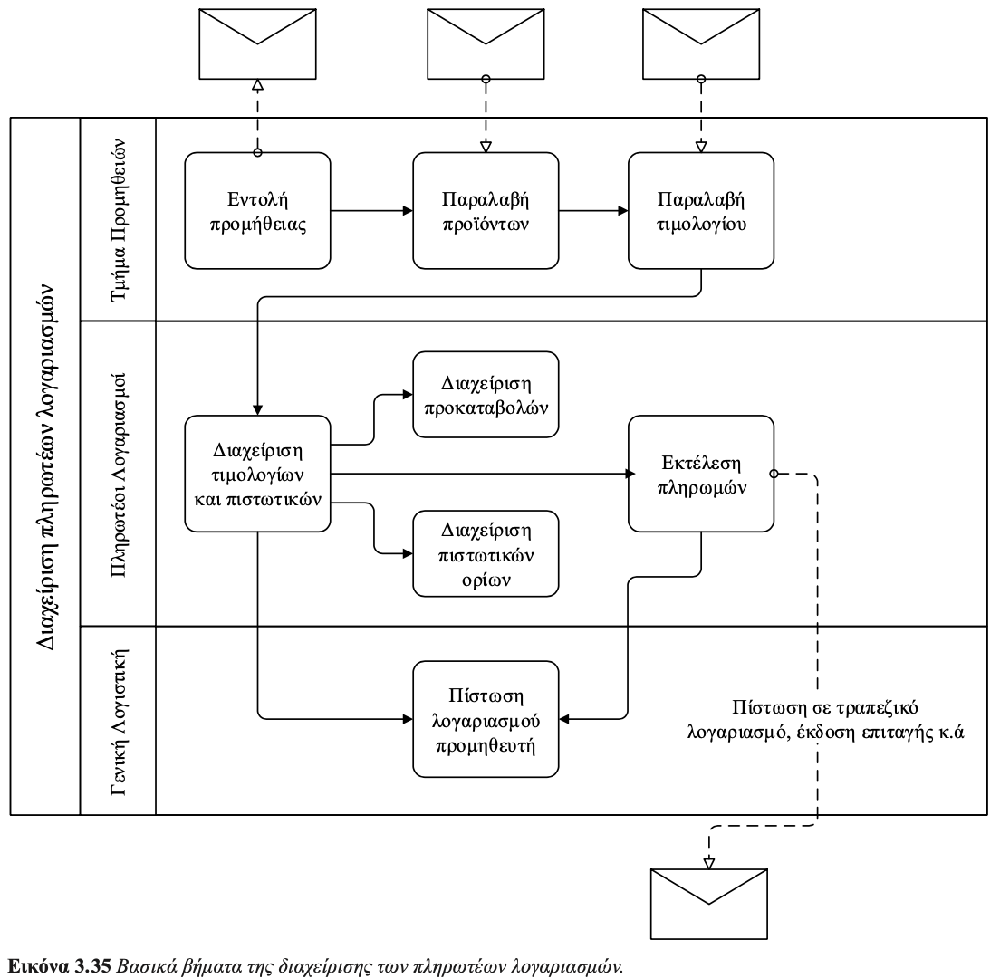 Διαχείριση πληρωτέων λογαριασμών
Τμήμα Προμηθειών
Εντολή
προμήθειας
Παραλαβή
προϊόντων
Παραλαβή
τιμολογίου
Πληρωτέοι Λογαριασμοί
Διαχείριση
τιμολογίων
και πιστωτικών
Διαχείριση
προκαταβολών
Διαχείριση
πιστωτικών
ορίων
Εκτέλεση
πληρωμών
Γενική Λογιστική
Πίστωση
λογαριασμού
προμηθευτή
Πίστωση σε τραπεζικό
λογαριασμό, έκδοση επιταγής κ.ά
Εικόνα 3.35 Βασικά βήματα της διαχείρισης των πληρωτέων λογαριασμών.